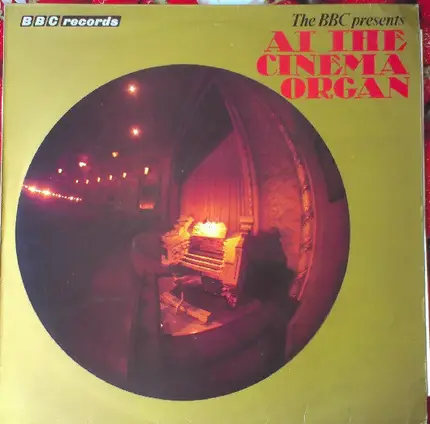 BBC records
The BBC presents
AT THE
CINEMA
ORGAN